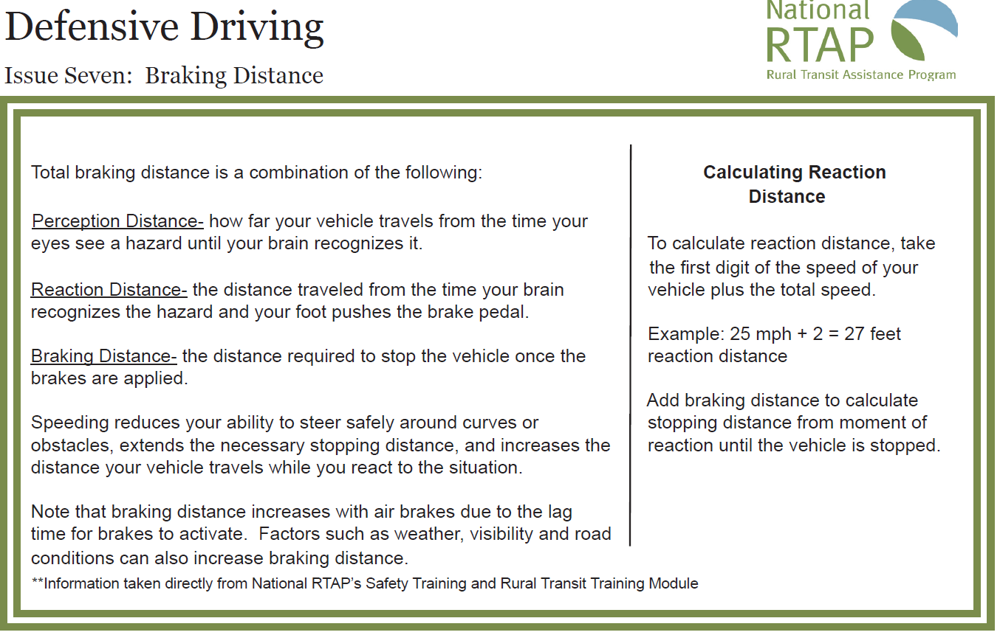 Defensive Driving
Issue Seven:  Braking Distance
National
RTAP
Rural Transit Assistance Program
Total braking distance is a combination of the following:
Perception Distance- how far your vehicle travels from the time your
eyes see a hazard until your brain recognizes it.
Reaction Distance- the distance traveled from the time your brain
recognizes the hazard and your foot pushes the brake pedal.
Braking Distance- the distance required to stop the vehicle once the
brakes are applied.
Speeding reduces your ability to steer safely around curves or
obstacles, extends the necessary stopping distance, and increases the
distance your vehicle travels while you react to the situation.
Note that braking distance increases with air brakes due to the lag
time for brakes to activate.  Factors such as weather, visibility and road
conditions can also increase braking distance.
**Information taken directly from National RTAP's Safety Training and Rural Transit Training Module
Calculating Reaction
Distance
To calculate reaction distance, take
the first digit of the speed of your
vehicle plus the total speed.
Example: 25 mph + 2 = 27 feet
reaction distance
Add braking distance to calculate
stopping distance from moment of
reaction until the vehicle is stopped.